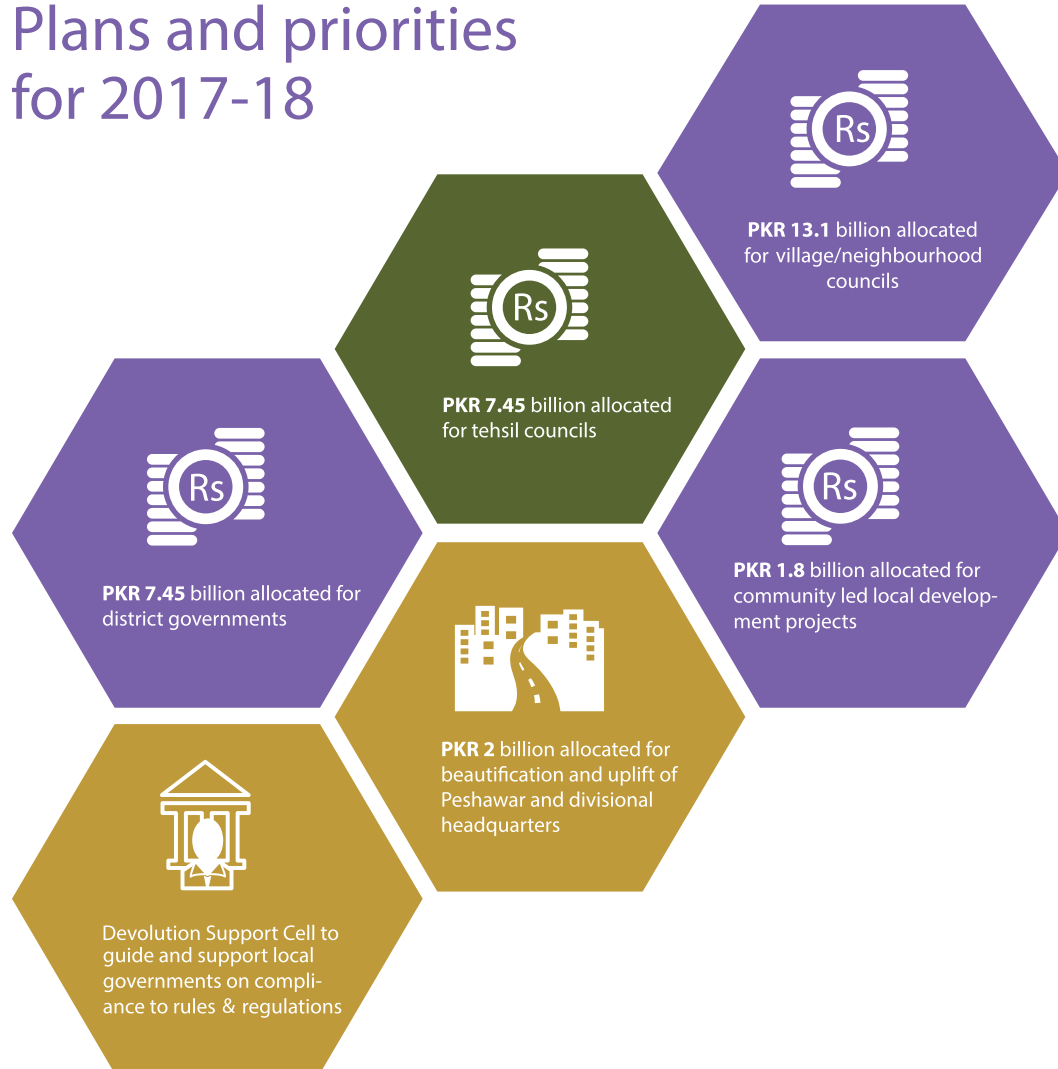 Plans and priorities
for 2017-18
Rs
PKR 13.1 billion allocated
for village/neighbourhood
councils
Rs
PKR 7.45 billion allocated
for tehsil councils
Rs
PKR 7.45 billion allocated for
district governments
Rs
PKR 1.8 billion allocated for
community led local develop-
ment projects
PKR 2 billion allocated for
beautification and uplift of
Peshawar and divisional
headquarters
Devolution Support Cell to
guide and support local
governments on compli-
ance to rules & regulations